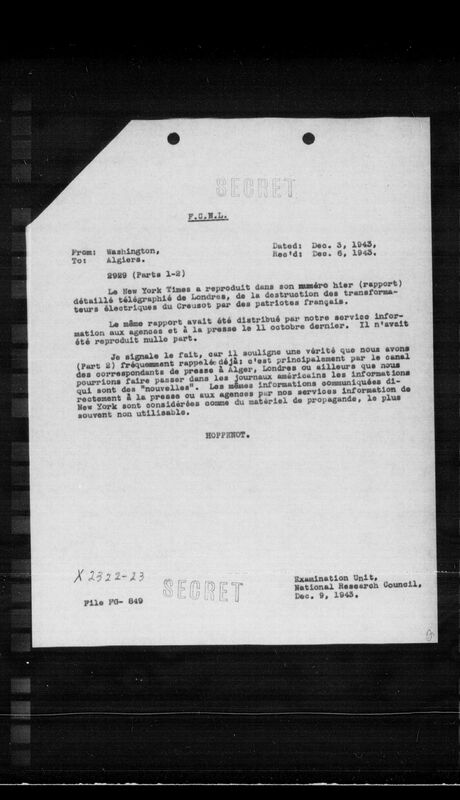 SECRET
F.C.N.L.
From: Washington,
To: Algiers.
Dated: Dec. 3, 1943,
Rec'd: Dec. 6, 1943.
2929 (Parts 1-2)
Le New York Times a reproduit dans son numéro hier (rapport)
détaillé télégraphié de Londres, de la destruction des transforma-
teurs électriques du Creusot par des patriotes français.
Le même rapport avait été distribué par notre service infor-
mation aux agences et à la presse le 11 octobre dernier. Il n'avait
été reproduit nulle part.
Je signale le fait, car il souligne une vérité que nous avons
(Part 2) fréquemment rappelée déjà: c'est principalement par le canal
des correspondants de presse à Alger, Londres ou ailleurs que nous
pourrions faire passer dans les journaux américains les informations
qui sont des "nouvelles". Les mêmes informations communiquées di-
rectement à la presse ou aux agences par nos services information de
New York sont considérées comme du matériel de propagande, le plus
souvent non utilisable.
HOPPENOT.
X 2322-23
SECRET
File FG- 849
Examination Unit,
National Research Council,
Dec. 9, 1943.